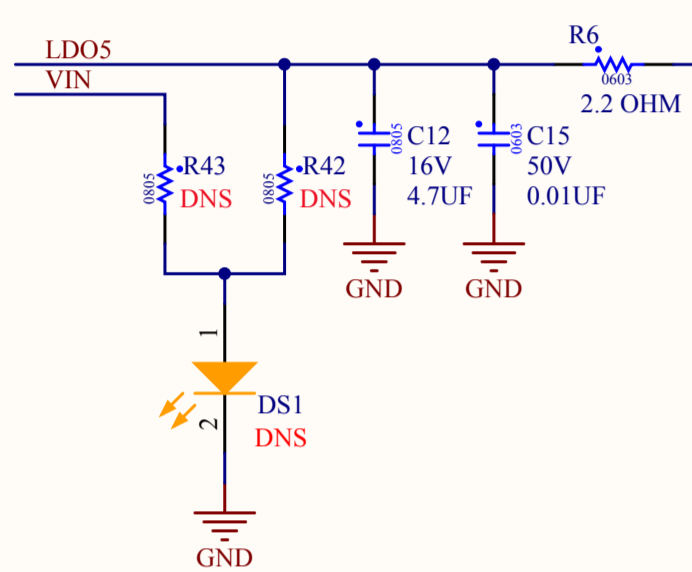 LDO5
VIN
R6
0603
2.2 OHM
R43
0805
DNS
R42
0805
DNS
C12
0805
16V
4.7UF
C15
0603
50V
0.01UF
GND
GND
1
DS1
2
DNS
GND